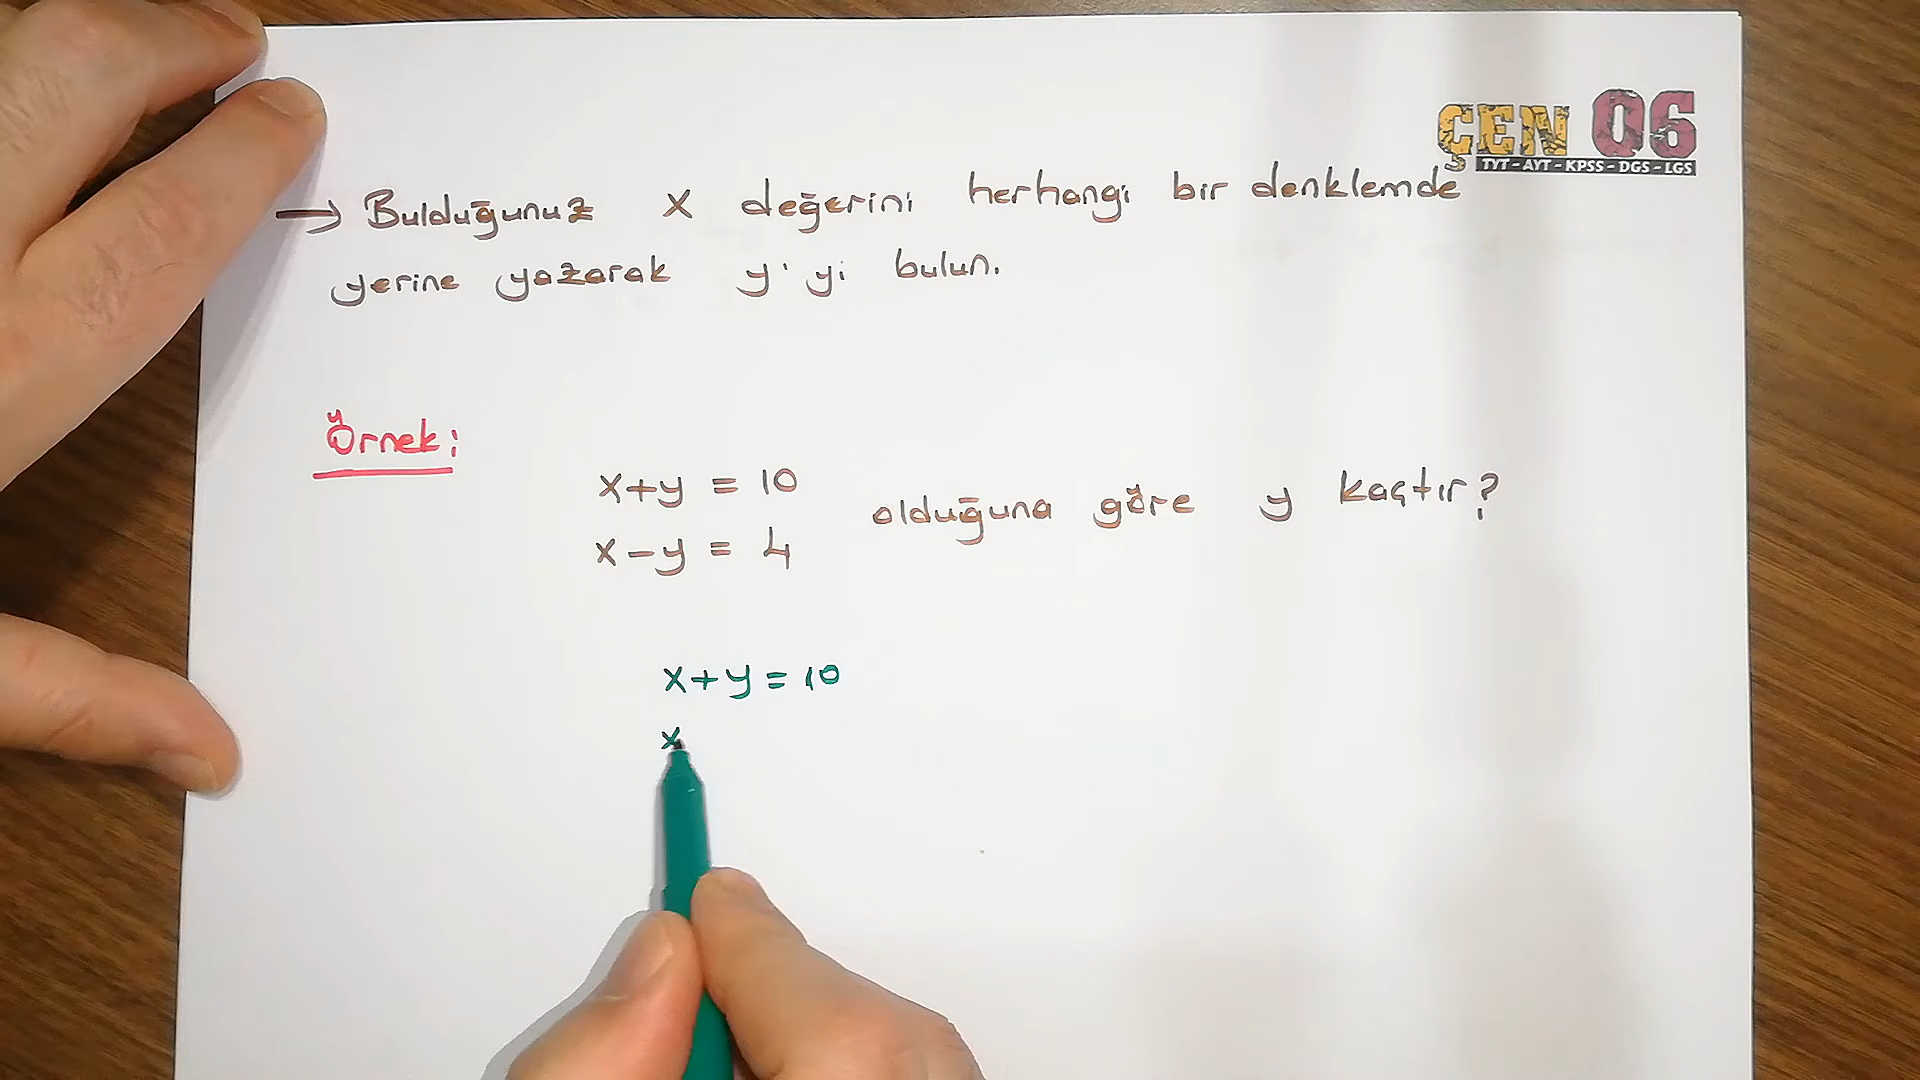 ÇEN 06
TYT - AYT - KPSS - DGS - LGS
→ Bulduğunuz x değerini herhangi bir denklemde
yerine yazarak y'yi bulun.
Örnek:
x+y = 10
x-y = 4
olduğuna göre y kaçtır?
x+y=10
x